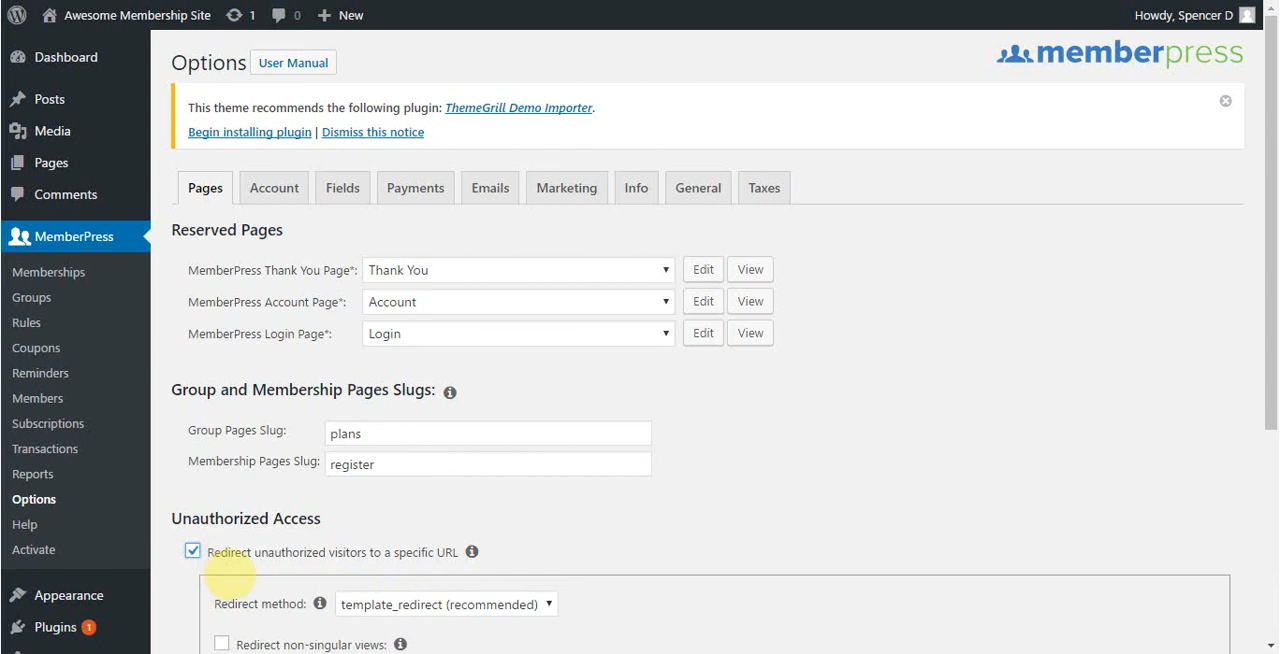 Awesome Membership Site 1 0 New Howdy, Spencer D
Dashboard
Posts
Media
Pages
Comments
MemberPress
Memberships
Groups
Rules
Coupons
Reminders
Members
Subscriptions
Transactions
Reports
Options
Help
Activate
Appearance
Plugins 1
Options User Manual
memberpress
This theme recommends the following plugin: ThemeGrill Demo Importer.
Begin installing plugin | Dismiss this notice
Pages Account Fields Payments Emails Marketing Info General Taxes
Reserved Pages
MemberPress Thank You Page*: Thank You Edit View
MemberPress Account Page*: Account Edit View
MemberPress Login Page*: Login Edit View
Group and Membership Pages Slugs:
Group Pages Slug: plans
Membership Pages Slug: register
Unauthorized Access
Redirect unauthorized visitors to a specific URL
Redirect method: template_redirect (recommended)
Redirect non-singular views: